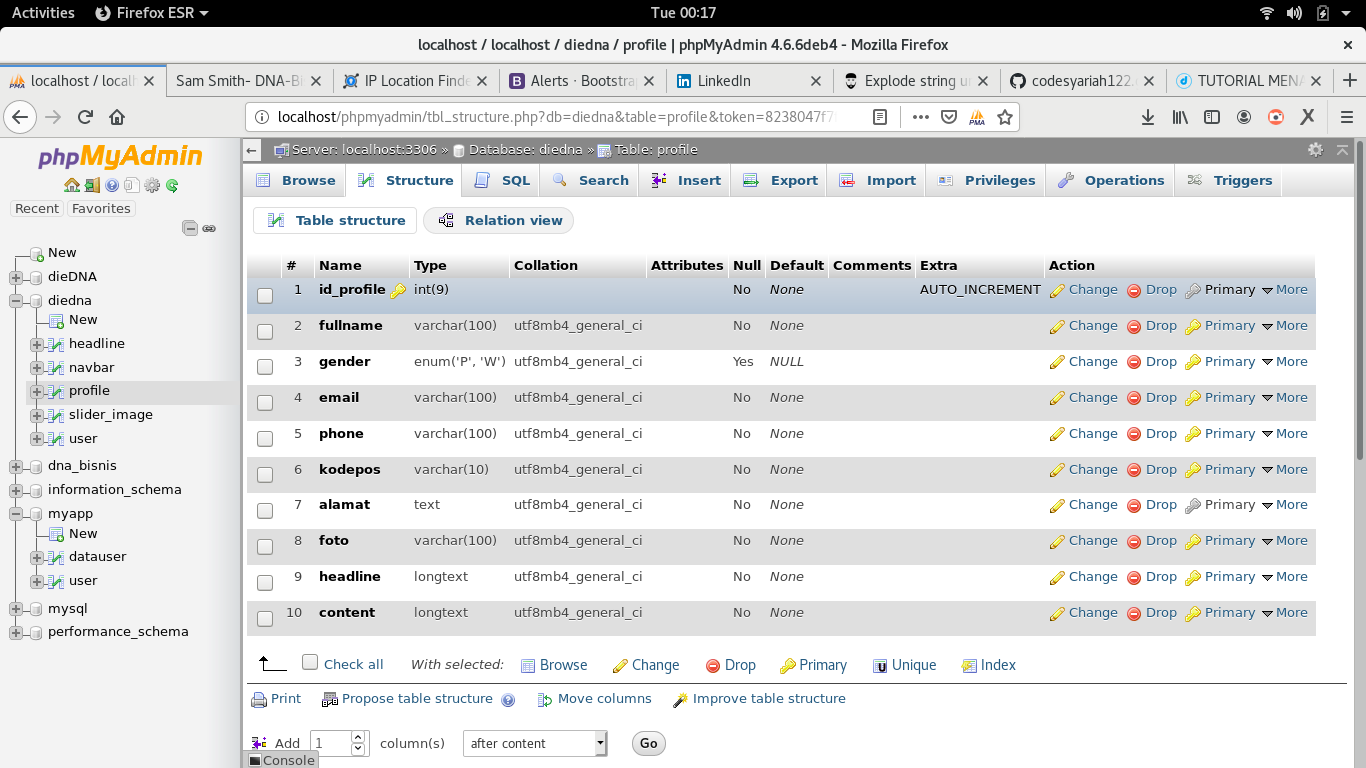 Activities Firefox ESR Tue 00:17
localhost / localhost / diedna / profile | phpMyAdmin 4.6.6deb4 - Mozilla Firefox
localhost / local Sam Smith- DNA-Bi IP Location Finde Alerts · Bootstrap LinkedIn Explode string u codesyariah122 TUTORIAL MENA
localhost/phpmyadmin/tbl_structure.php?db=diedna&table=profile&token=8238047f7
phpMyAdmin
Recent Favorites
New
dieDNA
diedna
New
headline
navbar
profile
slider_image
user
dna_bisnis
information_schema
myapp
New
datauser
user
mysql
performance_schema
Server: localhost:3306 » Database: diedna » Table: profile
Browse Structure SQL Search Insert Export Import Privileges Operations Triggers
Table structure Relation view
# Name Type Collation Attributes Null Default Comments Extra Action
1 id_profile int(9) No None AUTO_INCREMENT Change Drop Primary More
2 fullname varchar(100) utf8mb4_general_ci No None Change Drop Primary More
3 gender enum('P', 'W') utf8mb4_general_ci Yes NULL Change Drop Primary More
4 email varchar(100) utf8mb4_general_ci No None Change Drop Primary More
5 phone varchar(100) utf8mb4_general_ci No None Change Drop Primary More
6 kodepos varchar(10) utf8mb4_general_ci No None Change Drop Primary More
7 alamat text utf8mb4_general_ci No None Change Drop Primary More
8 foto varchar(100) utf8mb4_general_ci No None Change Drop Primary More
9 headline longtext utf8mb4_general_ci No None Change Drop Primary More
10 content longtext utf8mb4_general_ci No None Change Drop Primary More
Check all With selected: Browse Change Drop Primary Unique Index
Print Propose table structure Move columns Improve table structure
Add 1 column(s) after content Go
Console